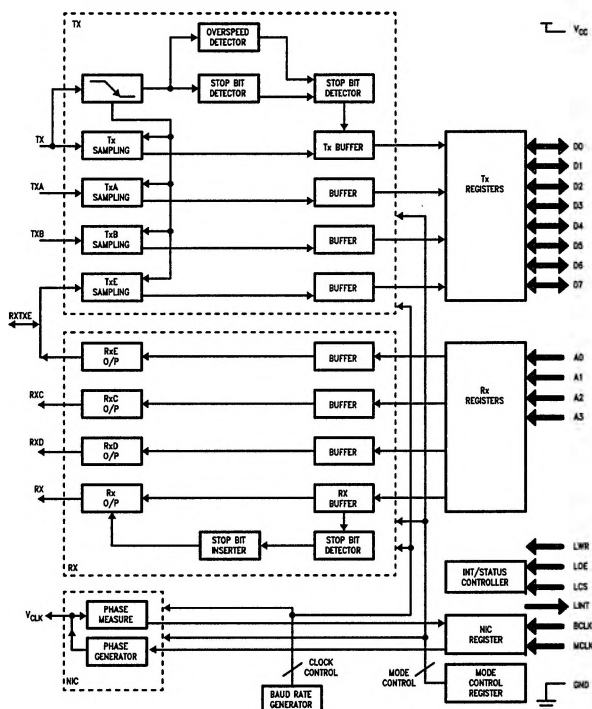 TX
OVERSPEED
DETECTOR
VCC
STOP BIT
DETECTOR
STOP BIT
DETECTOR
TX
Tx
SAMPLING
Tx BUFFER
Tx
REGISTERS
D0
D1
D2
D3
D4
D5
D6
D7
TXA
TxA
SAMPLING
BUFFER
TXB
TxB
SAMPLING
BUFFER
TxE
SAMPLING
BUFFER
RXTXE
RxE
O/P
BUFFER
Rx
REGISTERS
A0
A1
A2
A3
RXC
RxC
O/P
BUFFER
RXD
RxD
O/P
BUFFER
RX
Rx
O/P
RX
BUFFER
STOP BIT
INSERTER
STOP BIT
DETECTOR
RX
INT/STATUS
CONTROLLER
LWR
LOE
LCS
LINT
BCLK
MCLK
VCLK
PHASE
MEASURE
NIC
REGISTER
PHASE
GENERATOR
NIC
CLOCK
CONTROL
MODE
CONTROL
BAUD RATE
GENERATOR
MODE
CONTROL
REGISTER
GND